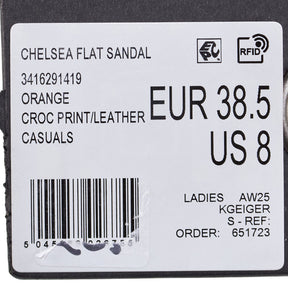 CHELSEA FLAT SANDAL
RFID
3416291419
ORANGE
CROC PRINT/LEATHER
CASUALS
EUR 38.5
US 8
LADIES AW25
KGEIGER
S - REF:
ORDER: 651723